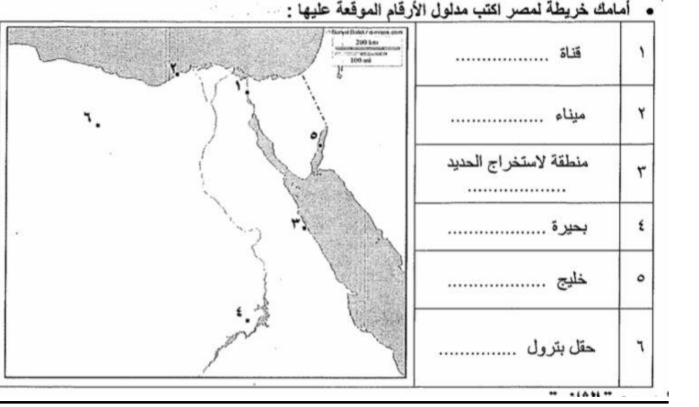 • أمامك خريطة لمصر اكتب مدلول الأرقام الموقعة عليها :
١ قناة ..................
٢ ميناء ..................
٣ منطقة لاستخراج الحديد ...................
٤ بحيرة ...................
٥ خليج ...................
٦ حقل بترول ...............
200 km
100 mi
٢
١
٦
٥
٣
٤